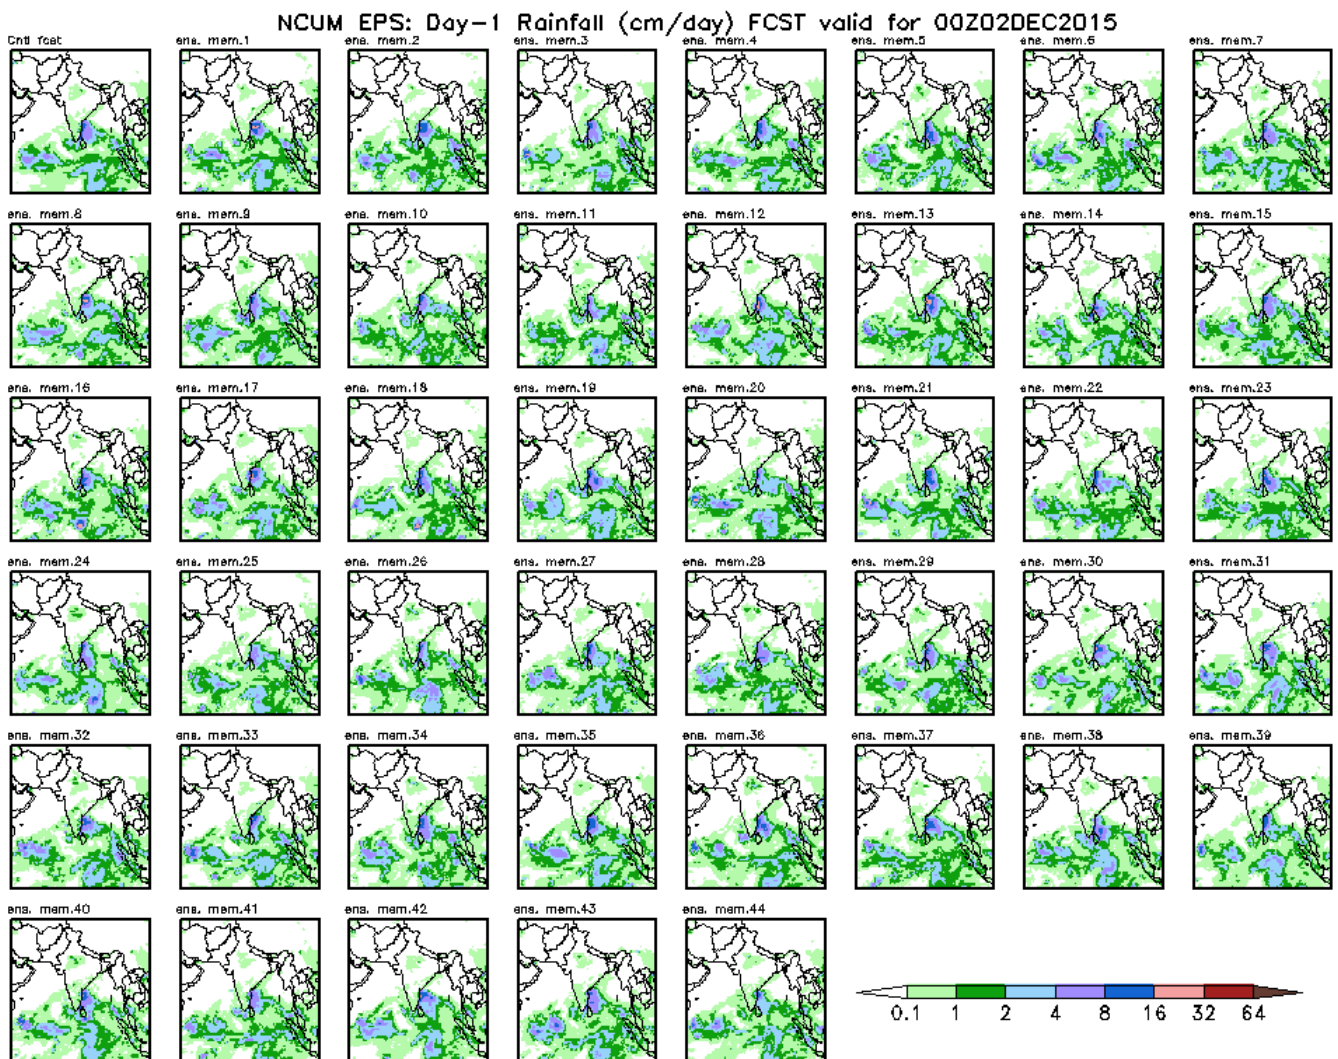 NCUM EPS: Day-1 Rainfall (cm/day) FCST valid for 00Z02DEC2015
Cntl fcst ens. mem.1 ens. mem.2 ens. mem.3 ens. mem.4 ens. mem.5 ens. mem.6 ens. mem.7
ens. mem.8 ens. mem.9 ens. mem.10 ens. mem.11 ens. mem.12 ens. mem.13 ens. mem.14 ens. mem.15
ens. mem.16 ens. mem.17 ens. mem.18 ens. mem.19 ens. mem.20 ens. mem.21 ens. mem.22 ens. mem.23
ens. mem.24 ens. mem.25 ens. mem.26 ens. mem.27 ens. mem.28 ens. mem.29 ens. mem.30 ens. mem.31
ens. mem.32 ens. mem.33 ens. mem.34 ens. mem.35 ens. mem.36 ens. mem.37 ens. mem.38 ens. mem.39
ens. mem.40 ens. mem.41 ens. mem.42 ens. mem.43 ens. mem.44
0.1 1 2 4 8 16 32 64